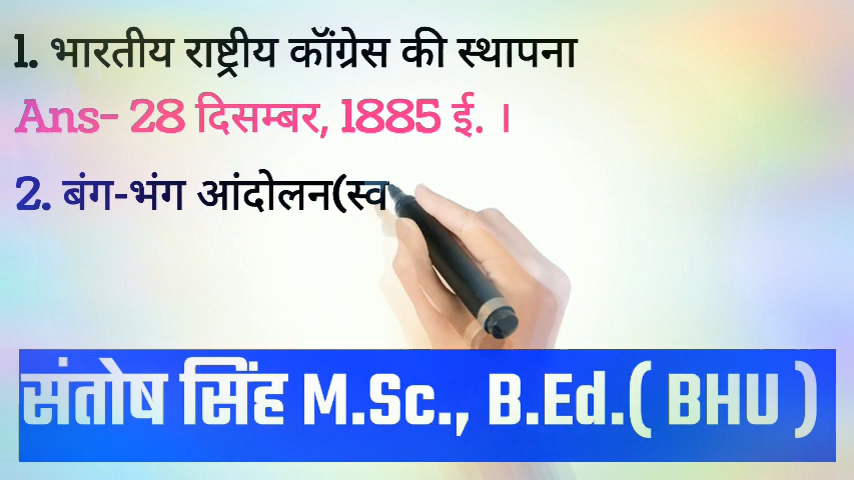 1. भारतीय राष्ट्रीय कॉंग्रेस की स्थापना
Ans- 28 दिसम्बर, 1885 ई. ।
2. बंग-भंग आंदोलन(स्व
संतोष सिंह M.Sc., B.Ed.( BHU )